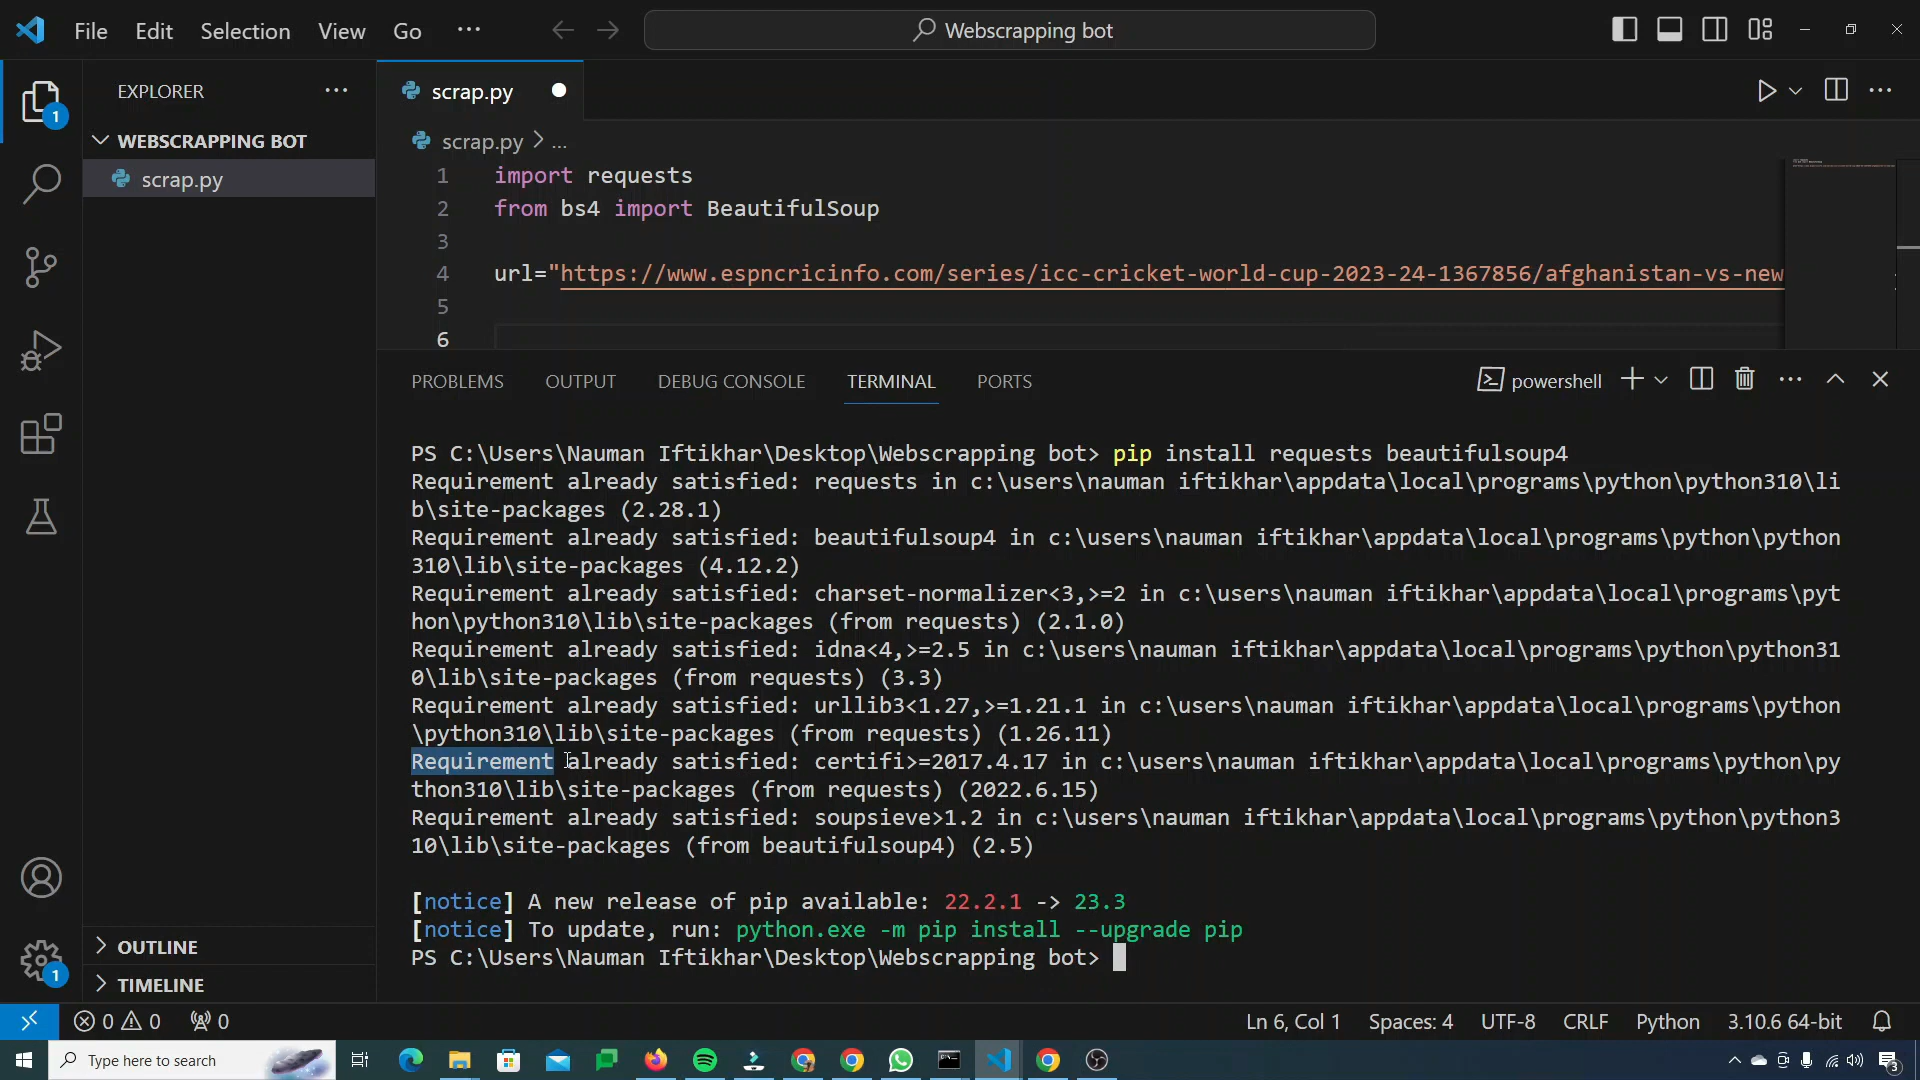 File Edit Selection View Go ··· Webscrapping bot
EXPLORER ···
scrap.py
WEBSCRAPPING BOT
scrap.py
scrap.py > ...
1 import requests
2 from bs4 import BeautifulSoup
3
4 url="https://www.espncricinfo.com/series/icc-cricket-world-cup-2023-24-1367856/afghanistan-vs-new
5
6
1
PROBLEMS OUTPUT DEBUG CONSOLE TERMINAL PORTS
powershell
PS C:\Users\Nauman Iftikhar\Desktop\Webscrapping bot> pip install requests beautifulsoup4
Requirement already satisfied: requests in c:\users\nauman iftikhar\appdata\local\programs\python\python310\li
b\site-packages (2.28.1)
Requirement already satisfied: beautifulsoup4 in c:\users\nauman iftikhar\appdata\local\programs\python\python
310\lib\site-packages (4.12.2)
Requirement already satisfied: charset-normalizer<3,>=2 in c:\users\nauman iftikhar\appdata\local\programs\pyt
hon\python310\lib\site-packages (from requests) (2.1.0)
Requirement already satisfied: idna<4,>=2.5 in c:\users\nauman iftikhar\appdata\local\programs\python\python31
0\lib\site-packages (from requests) (3.3)
Requirement already satisfied: urllib3<1.27,>=1.21.1 in c:\users\nauman iftikhar\appdata\local\programs\python
\python310\lib\site-packages (from requests) (1.26.11)
Requirement already satisfied: certifi>=2017.4.17 in c:\users\nauman iftikhar\appdata\local\programs\python\py
thon310\lib\site-packages (from requests) (2022.6.15)
Requirement already satisfied: soupsieve>1.2 in c:\users\nauman iftikhar\appdata\local\programs\python\python3
10\lib\site-packages (from beautifulsoup4) (2.5)
[notice] A new release of pip available: 22.2.1 -> 23.3
[notice] To update, run: python.exe -m pip install --upgrade pip
PS C:\Users\Nauman Iftikhar\Desktop\Webscrapping bot>
OUTLINE
TIMELINE
1
0 0 0 Ln 6, Col 1 Spaces: 4 UTF-8 CRLF Python 3.10.6 64-bit
Type here to search
3